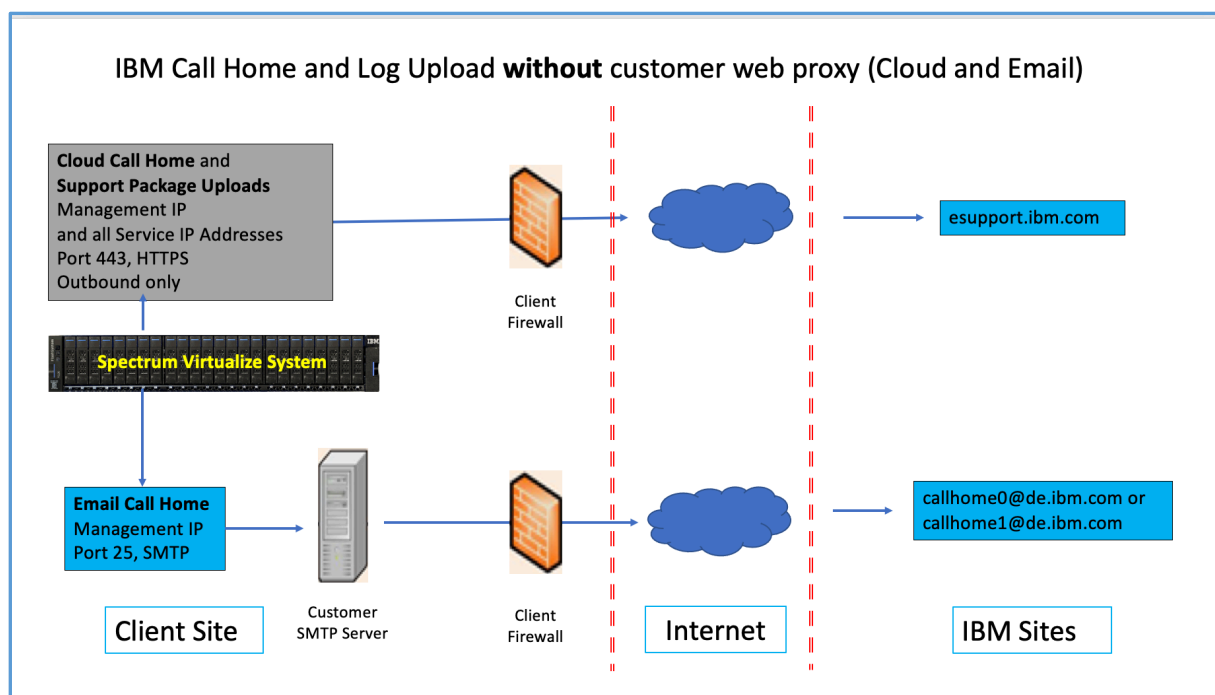 IBM Call Home and Log Upload without customer web proxy (Cloud and Email)
Cloud Call Home and
Support Package Uploads
Management IP
and all Service IP Addresses
Port 443, HTTPS
Outbound only
Client
Firewall
esupport.ibm.com
Spectrum Virtualize System
IBM
Email Call Home
Management IP
Port 25, SMTP
Customer
SMTP Server
Client
Firewall
callhome0@de.ibm.com or
callhome1@de.ibm.com
Client Site
Internet
IBM Sites